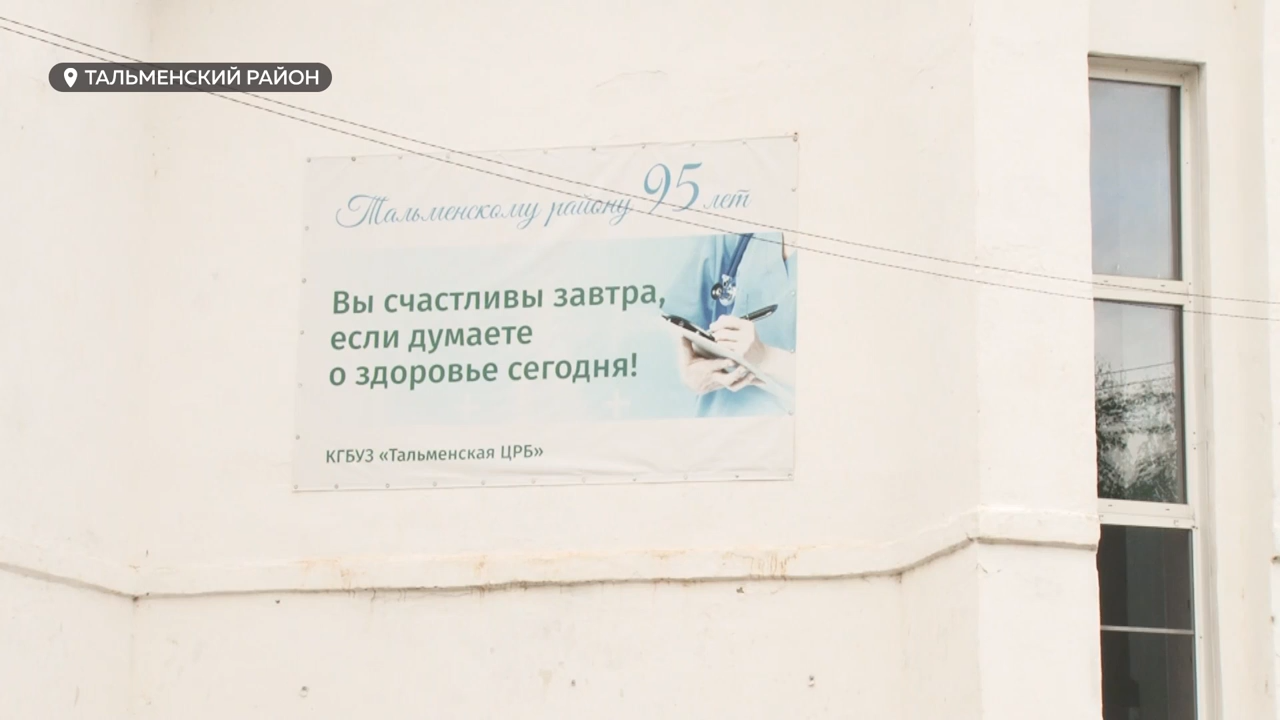 ТАЛЬМЕНСКИЙ РАЙОН
Тальменскому району 95 лет
Вы счастливы завтра,
если думаете
о здоровье сегодня!
КГБУЗ «Тальменская ЦРБ»